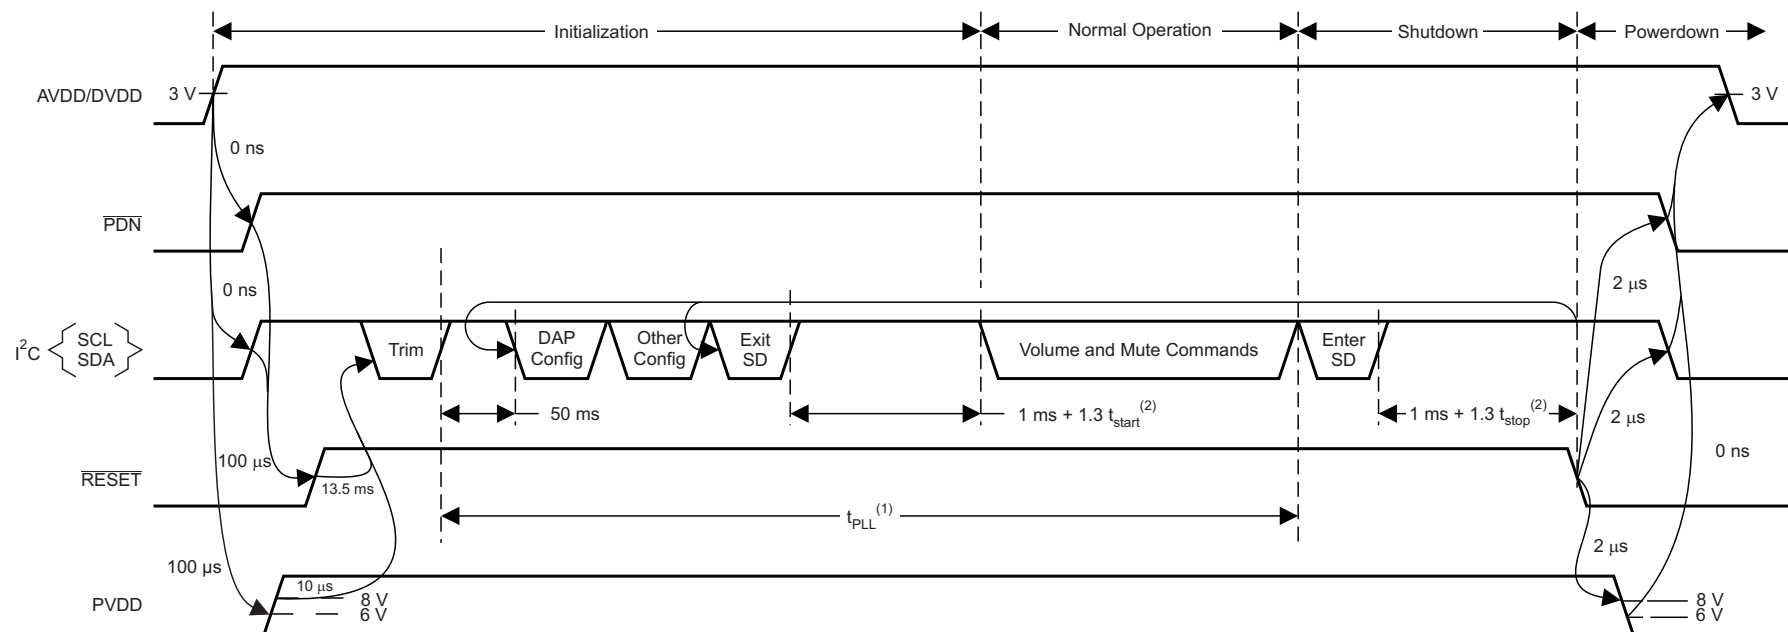 Initialization
Normal Operation
Shutdown
Powerdown
AVDD/DVDD
3 V
3 V
0 ns
PDN
0 ns
2 μs
I²C
SCL
SDA
Trim
DAP
Config
Other
Config
Exit
SD
Volume and Mute Commands
Enter
SD
50 ms
1 ms + 1.3 tstart(2)
1 ms + 1.3 tstop(2)
2 μs
100 μs
0 ns
RESET
13.5 ms
tPLL(1)
2 μs
100 μs
10 μs
PVDD
8 V
6 V
8 V
6 V